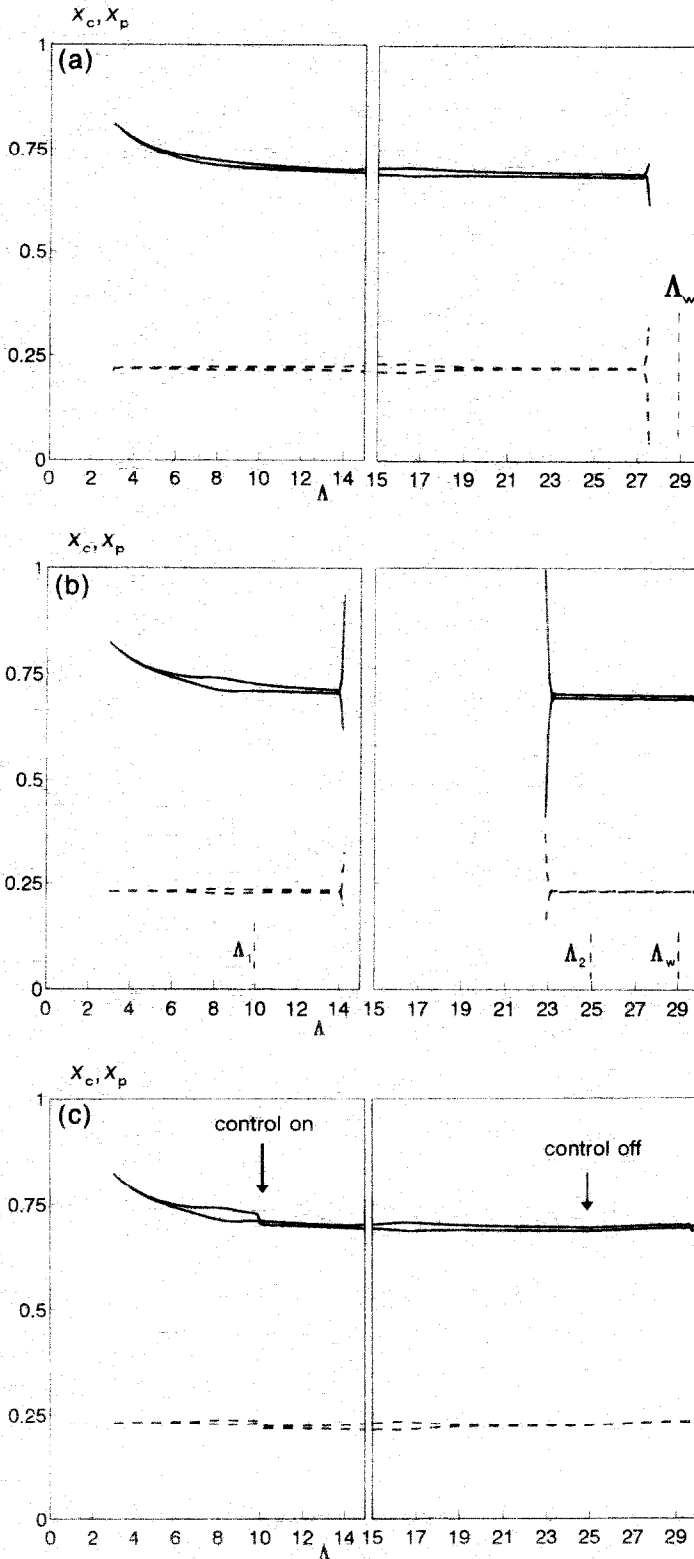 x_c, x_p
1
(a)
0.75
0.5
Λ_w
0.25
0
0 2 4 6 8 10 12 14 15 17 19 21 23 25 27 29
Λ
x_c, x_p
1
(b)
0.75
0.5
0.25
Λ_1 Λ_2 Λ_w
0
0 2 4 6 8 10 12 14 15 17 19 21 23 25 27 29
Λ
x_c, x_p
1
(c)
control on
control off
0.75
0.5
0.25
0
0 2 4 6 8 10 12 14 15 17 19 21 23 25 27 29
Λ